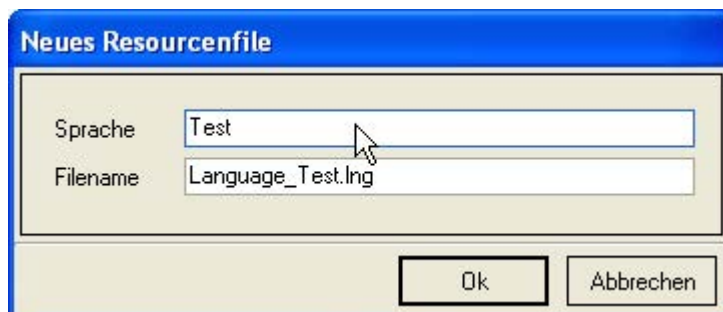 Neues Resourcenfile
Sprache Test
Filename Language_Test.lng
Ok Abbrechen